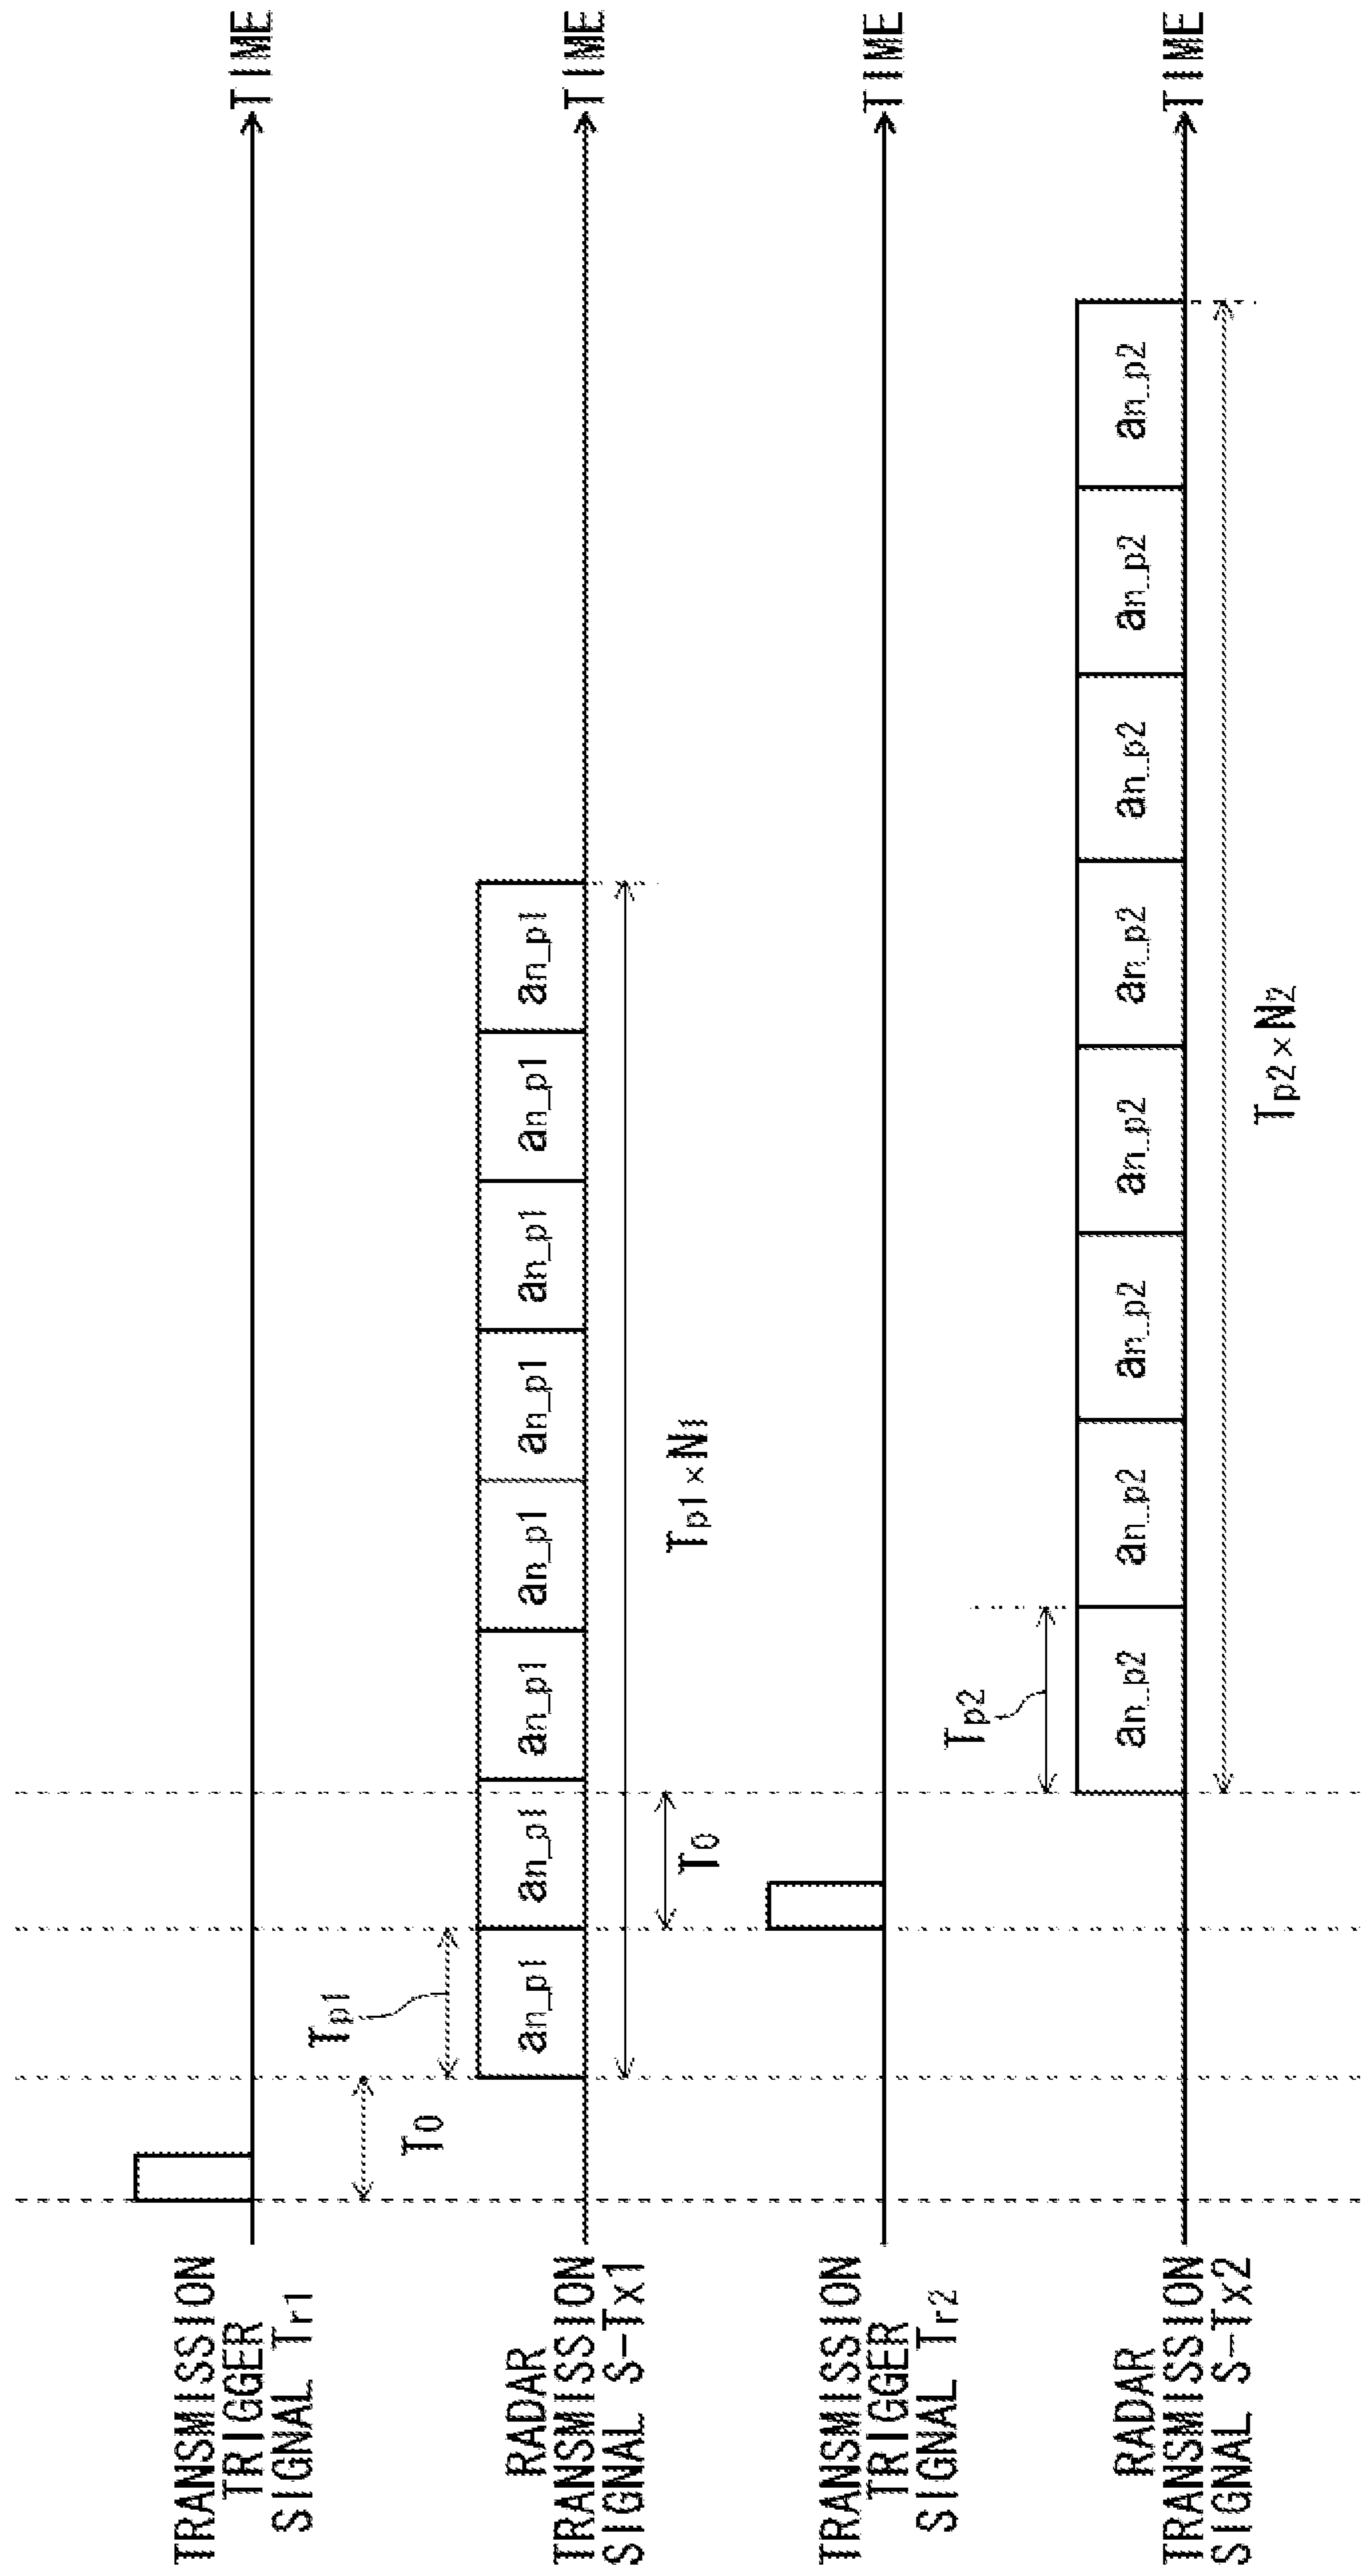 TRANSMISSION
TRIGGER
SIGNAL Tr1
TIME
T0
RADAR
TRANSMISSION
SIGNAL S-Tx1
TIME
Tp1
an_p1
an_p1
an_p1
an_p1
an_p1
an_p1
an_p1
an_p1
Tp1×N1
T0
TRANSMISSION
TRIGGER
SIGNAL Tr2
TIME
RADAR
TRANSMISSION
SIGNAL S-Tx2
TIME
Tp2
an_p2
an_p2
an_p2
an_p2
an_p2
an_p2
an_p2
an_p2
Tp2×N2